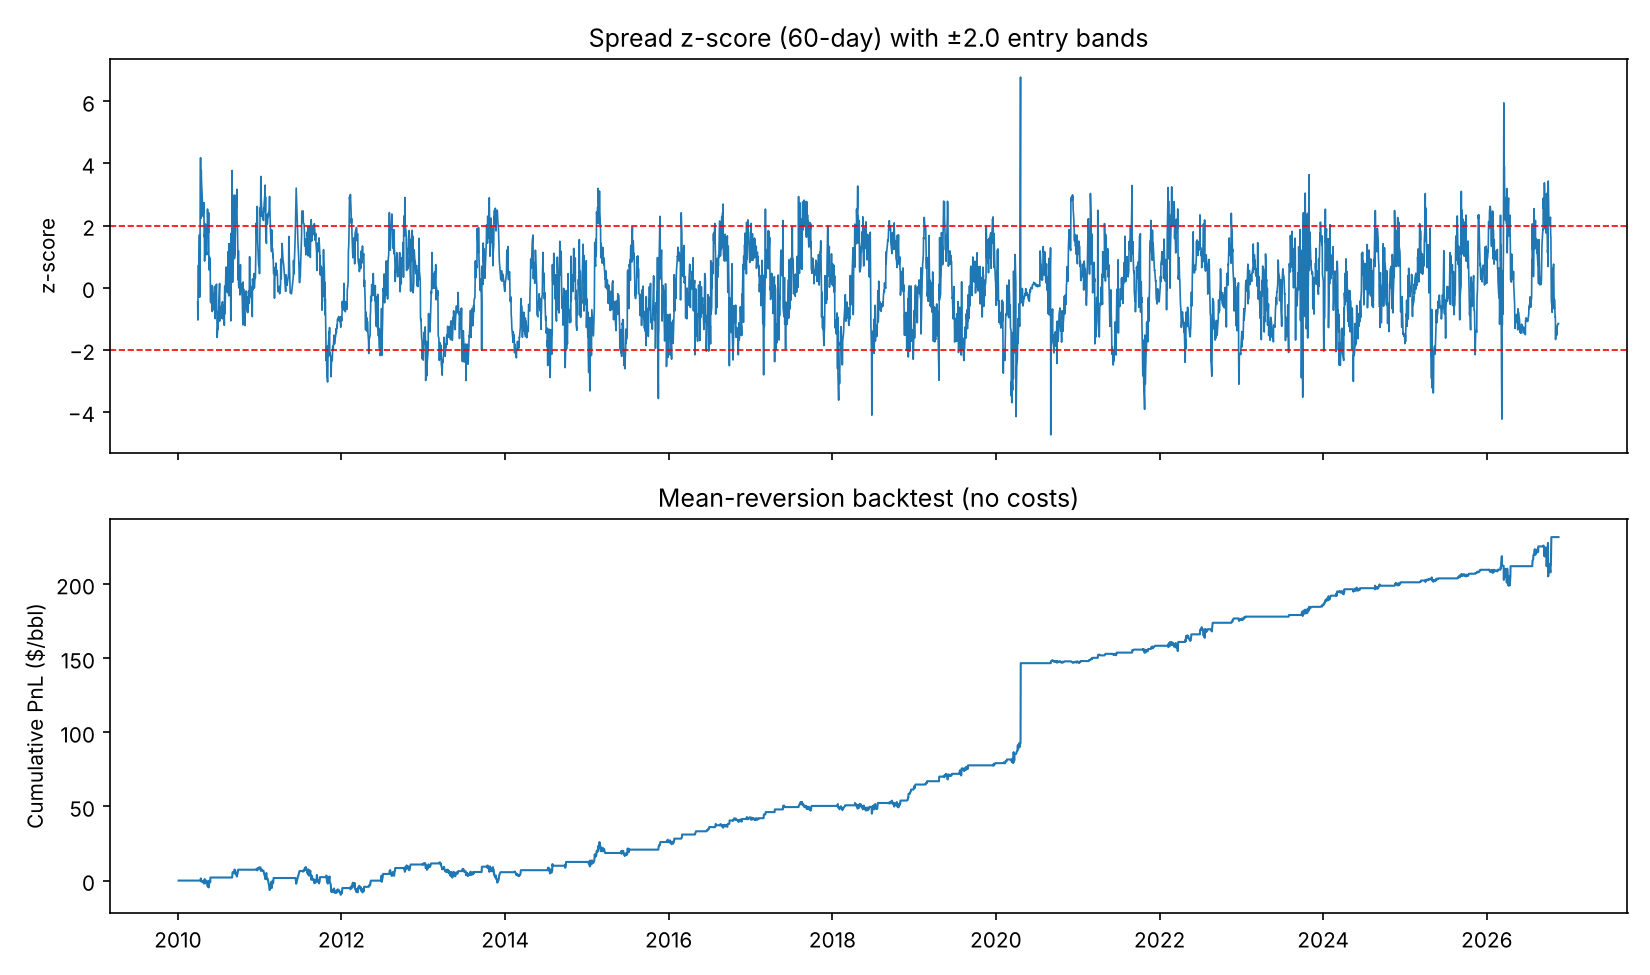 Spread z-score (60-day) with ±2.0 entry bands
z-score
6
4
2
0
−2
−4
Mean-reversion backtest (no costs)
Cumulative PnL ($/bbl)
200
150
100
50
0
2010 2012 2014 2016 2018 2020 2022 2024 2026